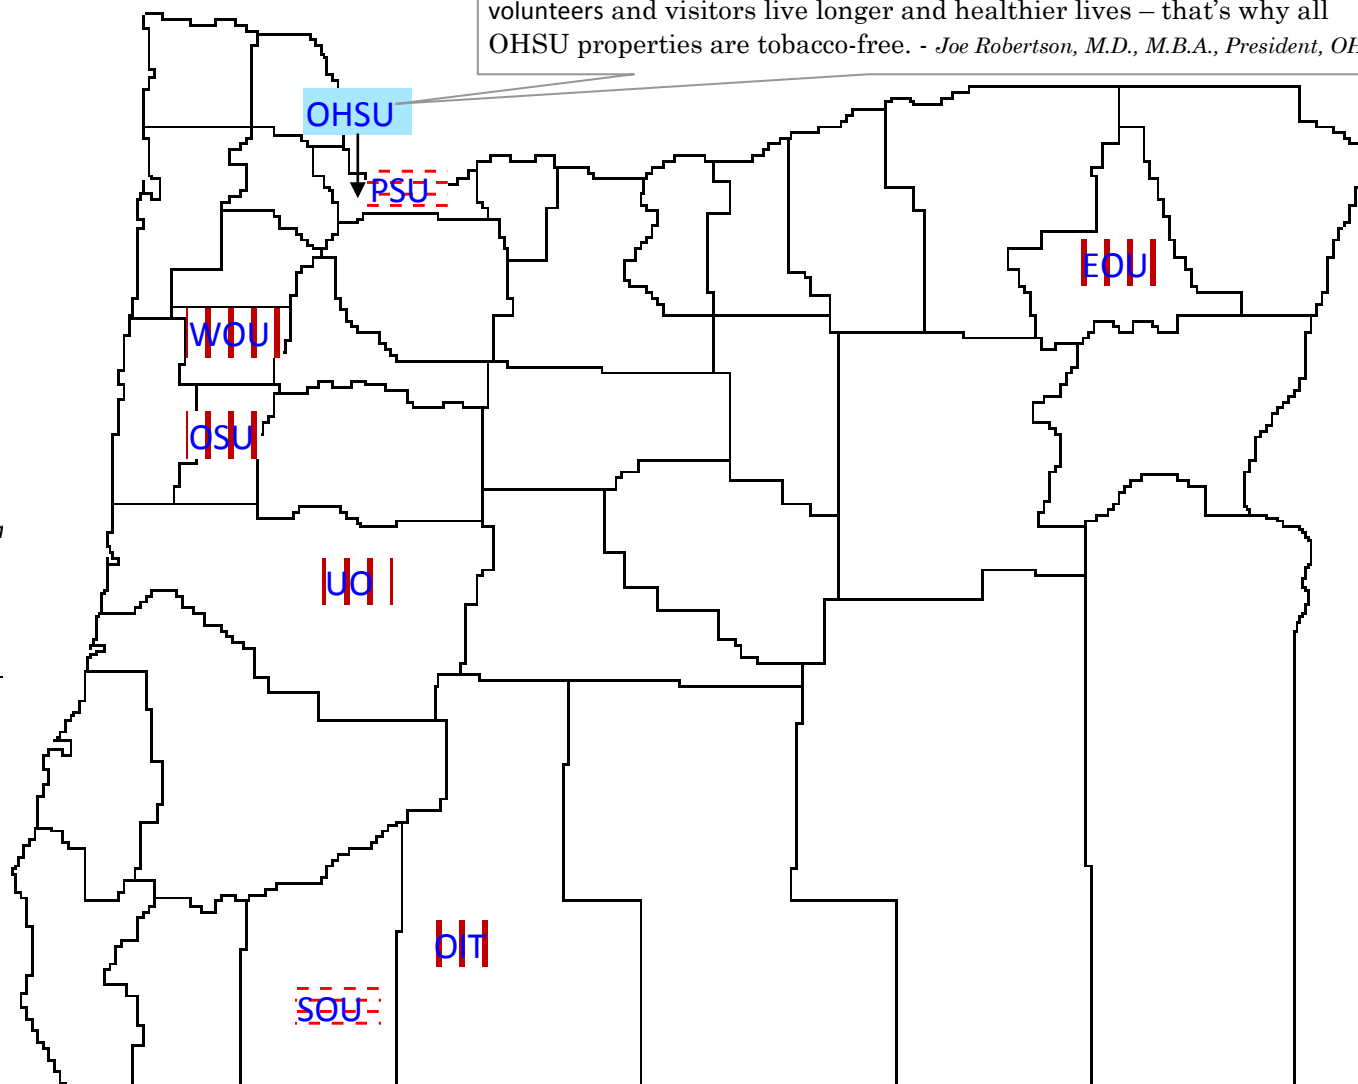 volunteers and visitors live longer and healthier lives – that's why all
OHSU properties are tobacco-free. - Joe Robertson, M.D., M.B.A., President,
OHSU
PSU
EOU
WOU
OSU
UO
OIT
SOU